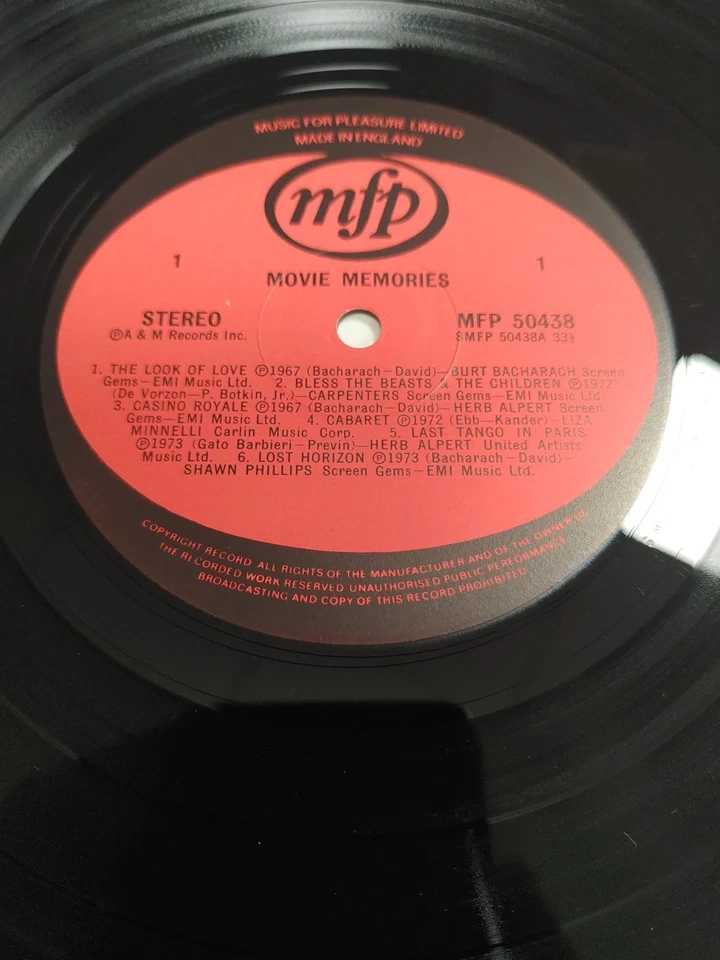 MUSIC FOR PLEASURE LIMITED
MADE IN ENGLAND
mfp
1 1
MOVIE MEMORIES
STEREO MFP 50438
Ⓟ A & M Records Inc. SMFP 50438A 33⅓
1. THE LOOK OF LOVE Ⓟ1967 (Bacharach–David)–BURT BACHARACH Screen
Gems–EMI Music Ltd. 2. BLESS THE BEASTS & THE CHILDREN Ⓟ1972
(De Vorzon–P. Botkin, Jr.)–CARPENTERS Screen Gems–EMI Music Ltd.
3. CASINO ROYALE Ⓟ1967 (Bacharach–David)–HERB ALPERT Screen
Gems–EMI Music Ltd. 4. CABARET Ⓟ1972 (Ebb–Kander)–LIZA
MINNELLI Carlin Music Corp. 5. LAST TANGO IN PARIS
Ⓟ1973 (Gato Barbieri–Previn)–HERB ALPERT United Artists
Music Ltd. 6. LOST HORIZON Ⓟ1973 (Bacharach–David)–
SHAWN PHILLIPS Screen Gems–EMI Music Ltd.
COPYRIGHT RECORD ALL RIGHTS OF THE MANUFACTURER AND OF THE OWNER OF
THE RECORDED WORK RESERVED UNAUTHORISED PUBLIC PERFORMANCE
BROADCASTING AND COPY OF THIS RECORD PROHIBITED